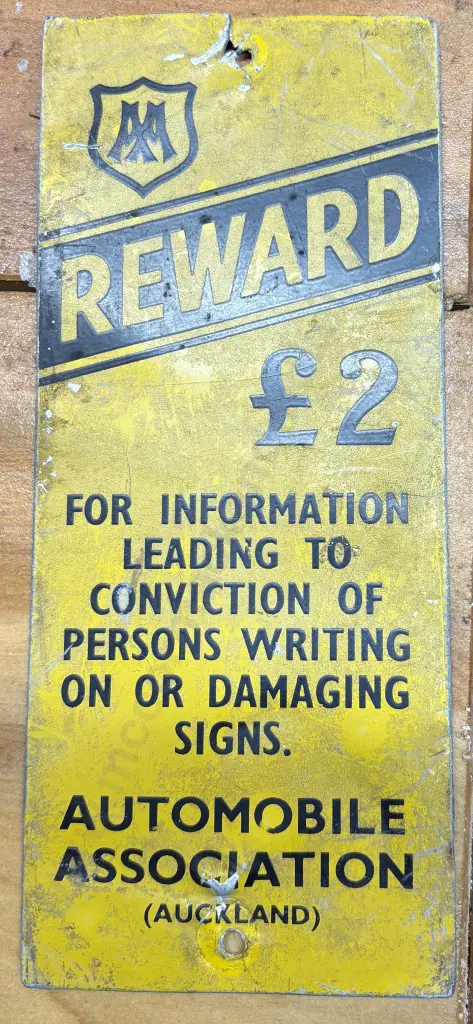 AA
REWARD
£2
FOR INFORMATION
LEADING TO
CONVICTION OF
PERSONS WRITING
ON OR DAMAGING
SIGNS.
AUTOMOBILE
ASSOCIATION
(AUCKLAND)